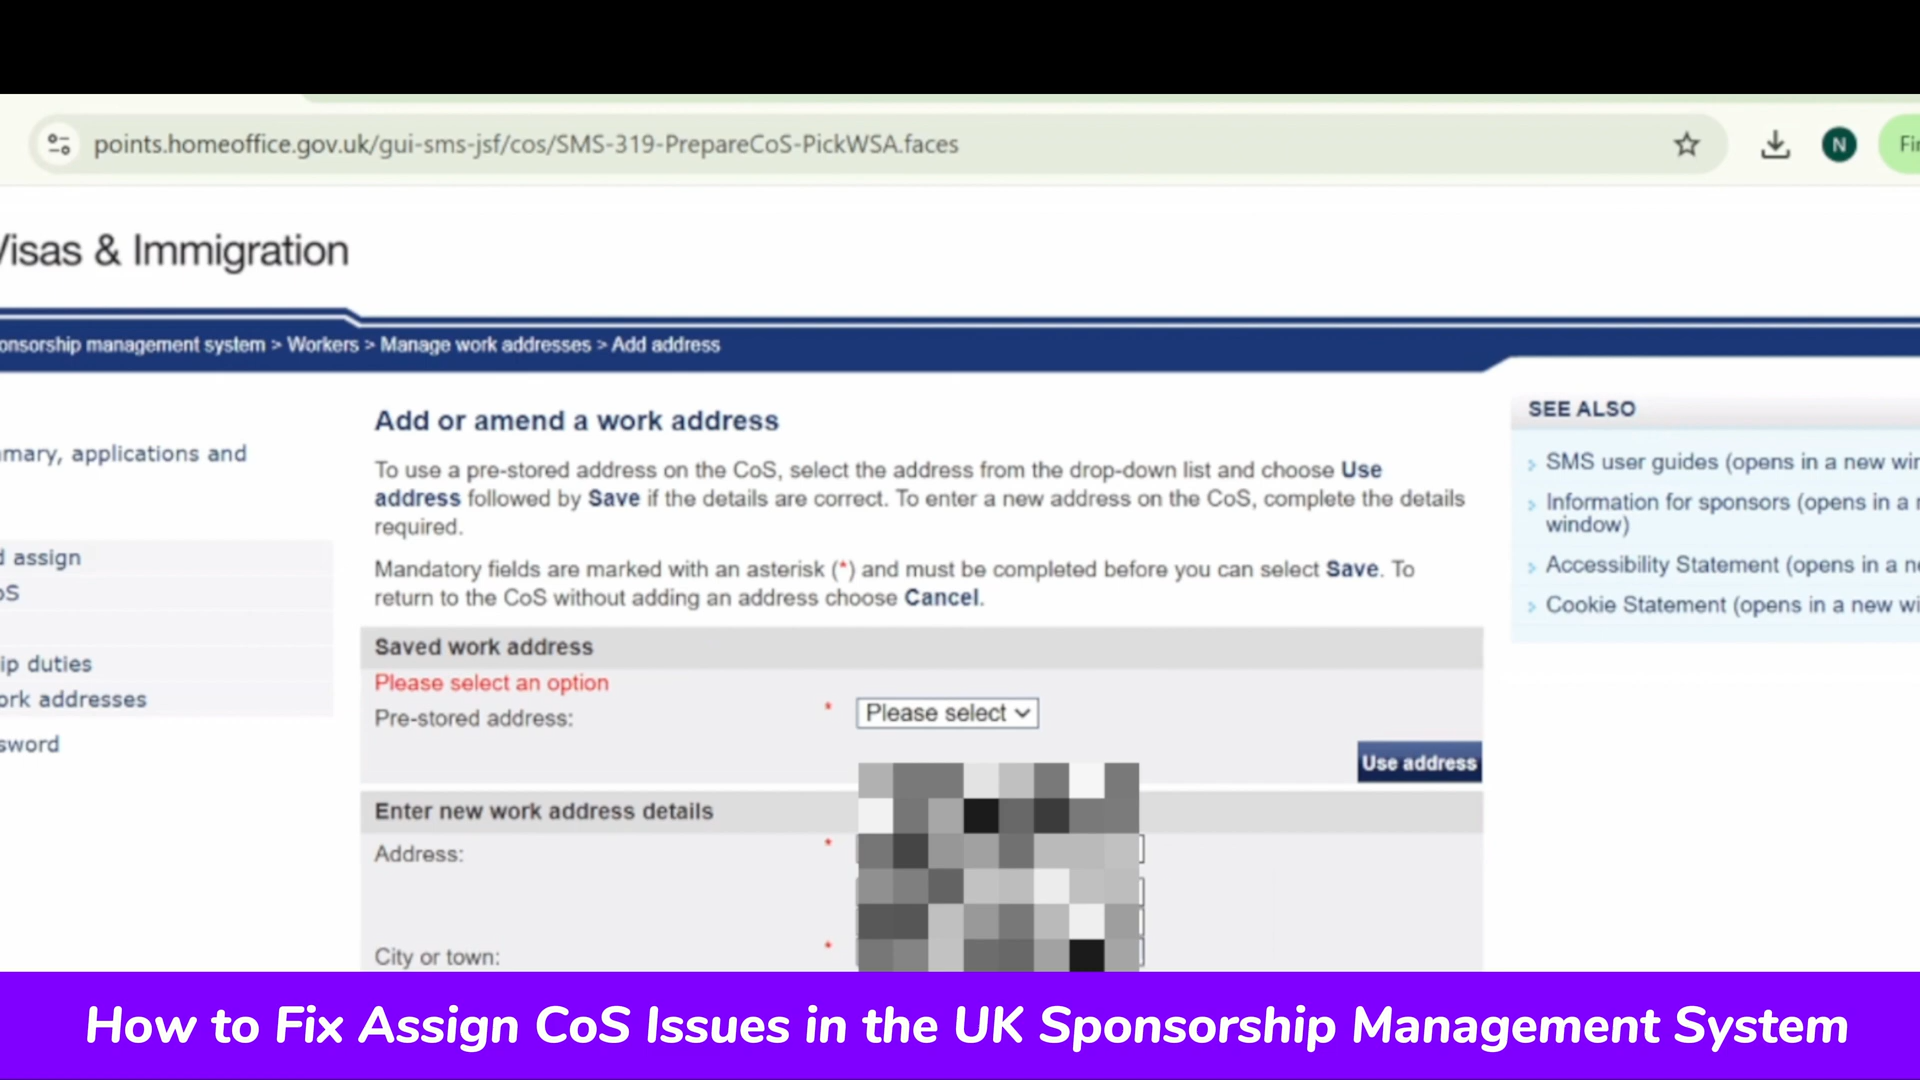 points.homeoffice.gov.uk/gui-sms-jsf/cos/SMS-319-PrepareCoS-PickWSA.faces
N
Visas & Immigration
onsorship management system > Workers > Manage work addresses > Add address
mary, applications and
d assign
oS
ip duties
ork addresses
sword
Add or amend a work address
To use a pre-stored address on the CoS, select the address from the drop-down list and choose Use
address followed by Save if the details are correct. To enter a new address on the CoS, complete the details
required.
Mandatory fields are marked with an asterisk (*) and must be completed before you can select Save. To
return to the CoS without adding an address choose Cancel.
Saved work address
Please select an option
Pre-stored address: * Please select
Use address
Enter new work address details
Address: *
City or town: *
SEE ALSO
SMS user guides (opens in a new win
Information for sponsors (opens in a n
window)
Accessibility Statement (opens in a ne
Cookie Statement (opens in a new wi
How to Fix Assign CoS Issues in the UK Sponsorship Management System